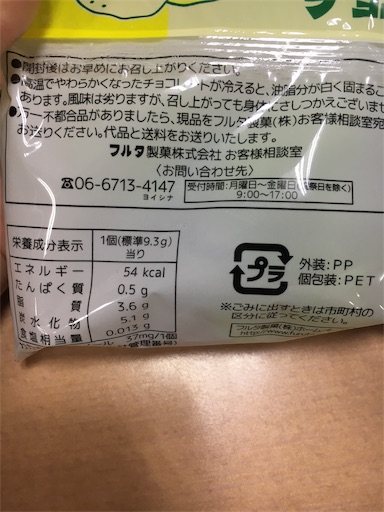 ●開封後はお早めにお召し上がりください。
●高温でやわらかくなったチョコレートが冷えると、油脂分が白く固まるこ
あります。風味は劣りますが、召し上がっても身体にさしつかえございま
一不都合品がありましたら、現品をフルタ製菓(株)お客様相談室宛
お送りください。代品と送料をお送りいたします。
フルタ製菓株式会社 お客様相談室
〈お問い合わせ先〉
☎06-6713-4147
ヨイシナ
受付時間:月曜日〜金曜日(祝祭日を除く)
9:00〜17:00
栄養成分表示 1個(標準9.3g)当り
エネルギー 54 kcal
たんぱく質 0.5 g
脂質 3.6 g
炭水化物 5.1 g
食塩相当量 0.013 g
37mg/1個
プラ
外装:PP
個包装:PET
※ごみに出すときは市町村の
区分に従ってください。
フルタ製菓(株)ホーム